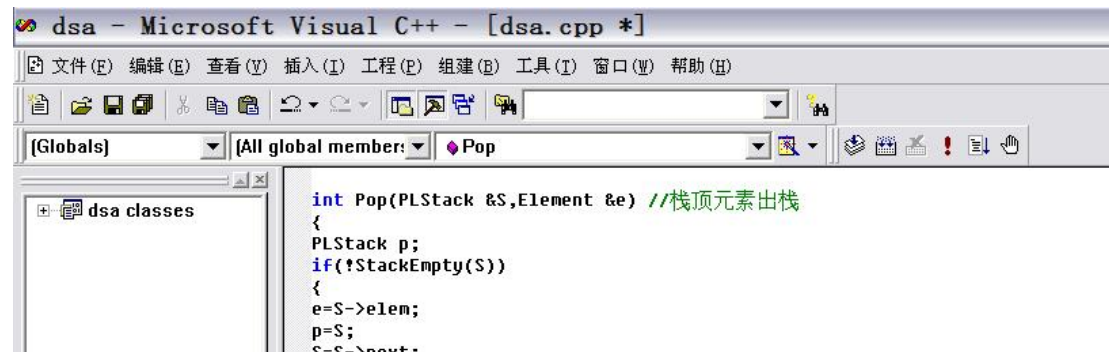 dsa - Microsoft Visual C++ - [dsa.cpp *]
文件(F) 编辑(E) 查看(V) 插入(I) 工程(P) 组建(B) 工具(T) 窗口(W) 帮助(H)
(Globals) (All global member: Pop
dsa classes
int Pop(PLStack &S,Element &e) //栈顶元素出栈
{
PLStack p;
if(!StackEmpty(S))
{
e=S->elem;
p=S;
S=S->next;